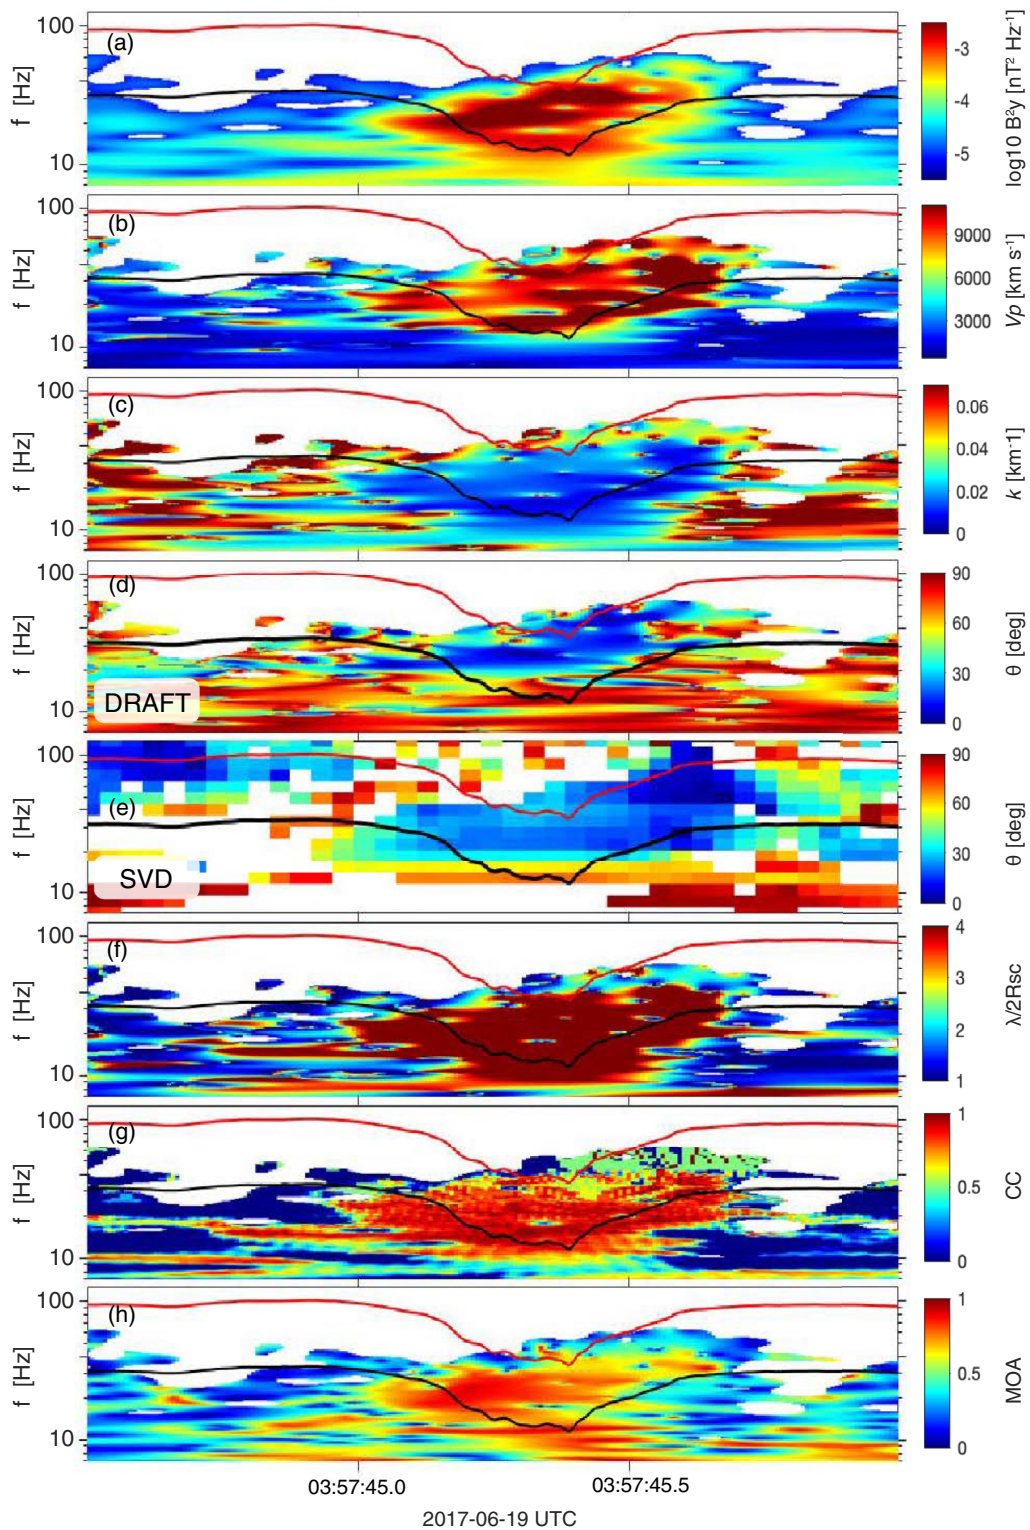 (a)
100
10
f [Hz]
-3
-4
-5
log10 B²y [nT² Hz⁻¹]
(b)
100
10
f [Hz]
9000
6000
3000
Vp [km s⁻¹]
(c)
100
10
f [Hz]
0.06
0.04
0.02
0
k (km-1]
(d)
100
10
f [Hz]
DRAFT
90
60
30
0
θ [deg]
(e)
100
10
f [Hz]
SVD
90
60
30
0
θ [deg]
(f)
100
10
f [Hz]
4
3
2
1
λ/2Rsc
(g)
100
10
f [Hz]
1
0.5
0
CC
(h)
100
10
f [Hz]
1
0.5
0
MOA
03:57:45.0 03:57:45.5
2017-06-19 UTC